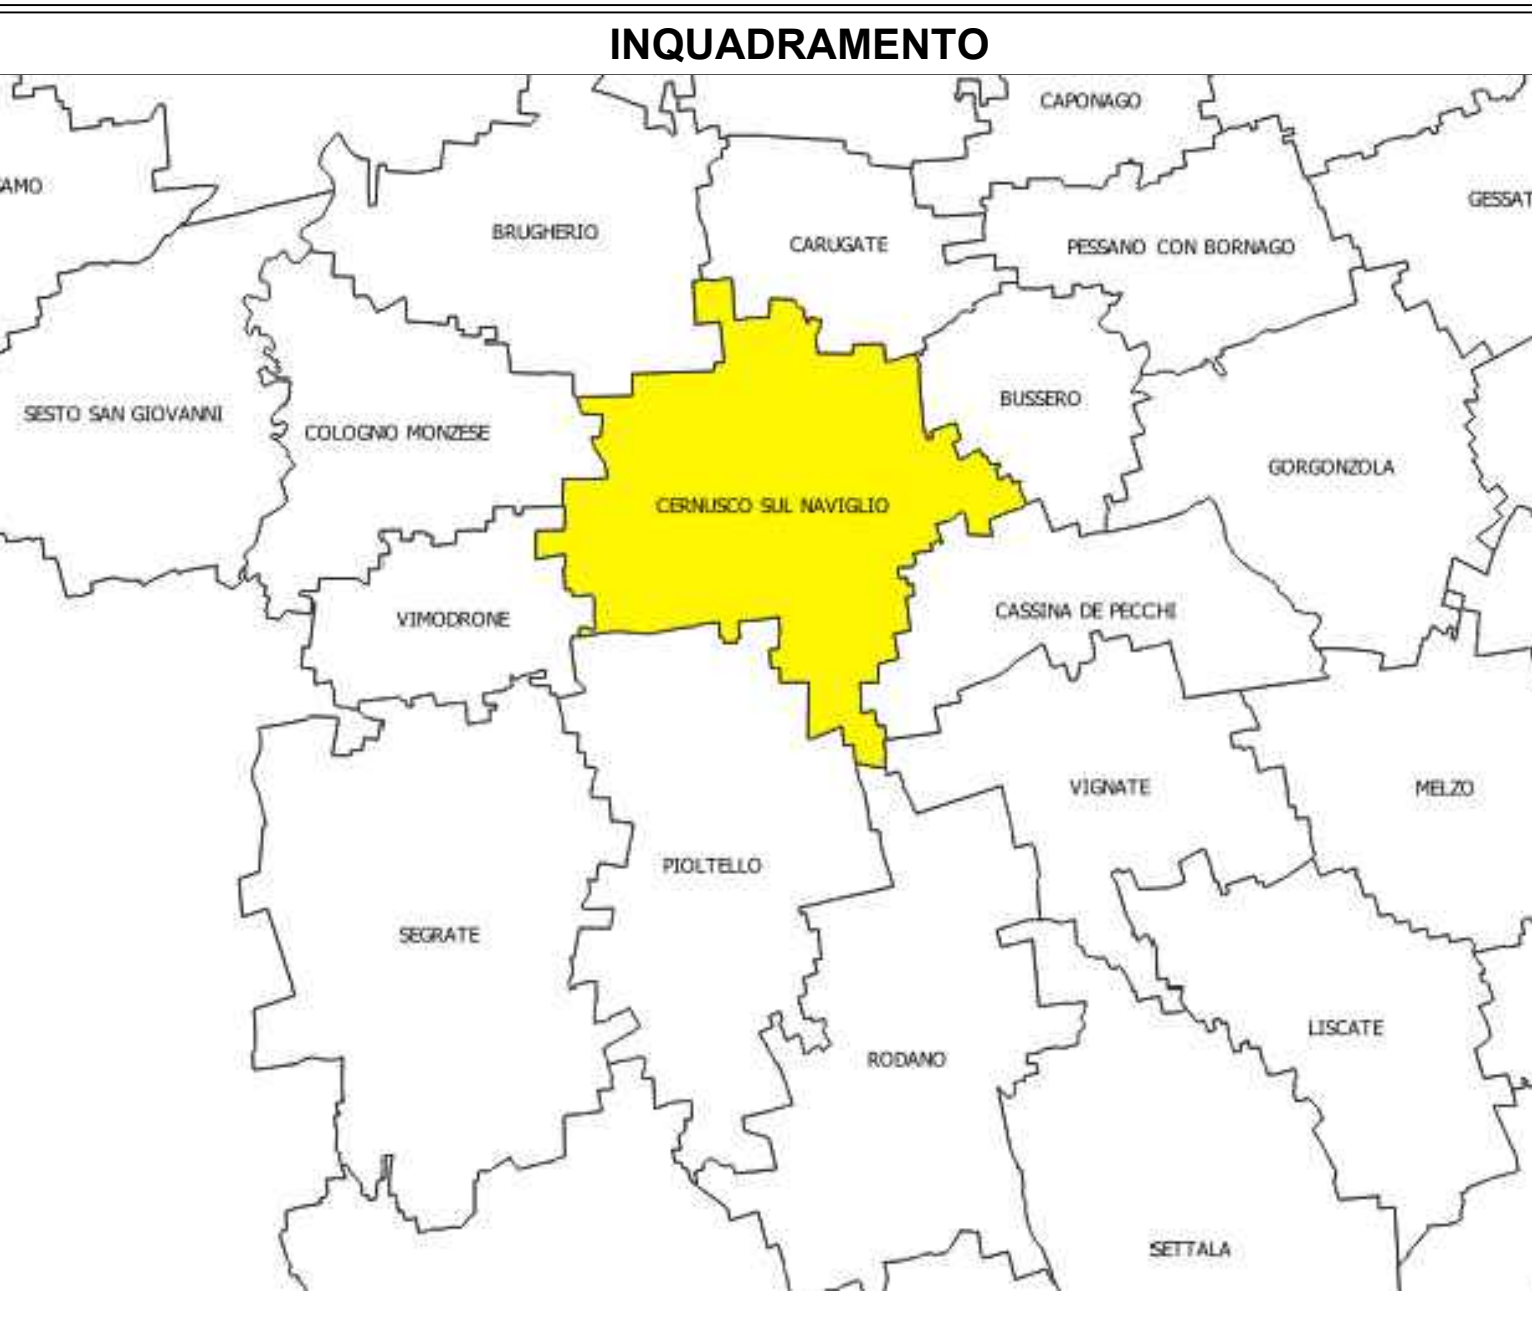 INQUADRAMENTO
CAPONAGO
AMO
GESSAT
BRUGHERIO
CARUGATE
PESSANO CON BORNAGO
BUSSERO
SESTO SAN GIOVANNI
COLOGNO MONZESE
GORGONZOLA
CERNUSCO SUL NAVIGLIO
CASSINA DE PECCHI
VIMODRONE
VIGNATE
MELZO
PIOLTELLO
SEGRATE
LISCATE
RODANO
SETTALA